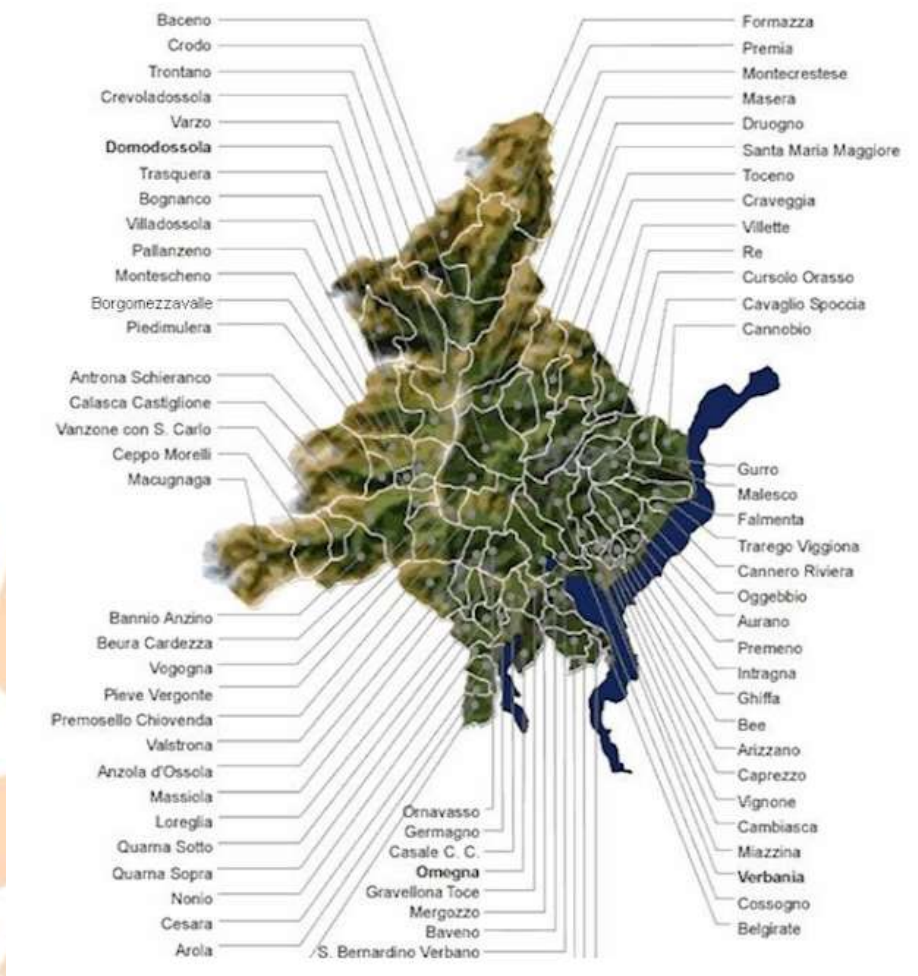 Baceno
Crodo
Trontano
Crevoladossola
Varzo
Domodossola
Trasquera
Bognanco
Villadossola
Pallanzeno
Montescheno
Borgomezzavalle
Piedimulera
Antrona Schieranco
Calasca Castiglione
Vanzone con S. Carlo
Ceppo Morelli
Macugnaga
Bannio Anzino
Beura Cardezza
Vogogna
Pieve Vergonte
Premosello Chiovenda
Valstrona
Anzola d'Ossola
Massiola
Loreglia
Quarna Sotto
Quarna Sopra
Nonio
Cesara
Arola
Ornavasso
Germagno
Casale C. C.
Omegna
Gravellona Toce
Mergozzo
Baveno
S. Bernardino Verbano
Formazza
Premia
Montecrestese
Masera
Druogno
Santa Maria Maggiore
Toceno
Craveggia
Villette
Re
Cursolo Orasso
Cavaglio Spoccia
Cannobio
Gurro
Malesco
Falmenta
Trarego Viggiona
Cannero Riviera
Oggebbio
Aurano
Premeno
Intragna
Ghiffa
Bee
Arizzano
Caprezzo
Vignone
Cambiasca
Miazzina
Verbania
Cossogno
Belgirate